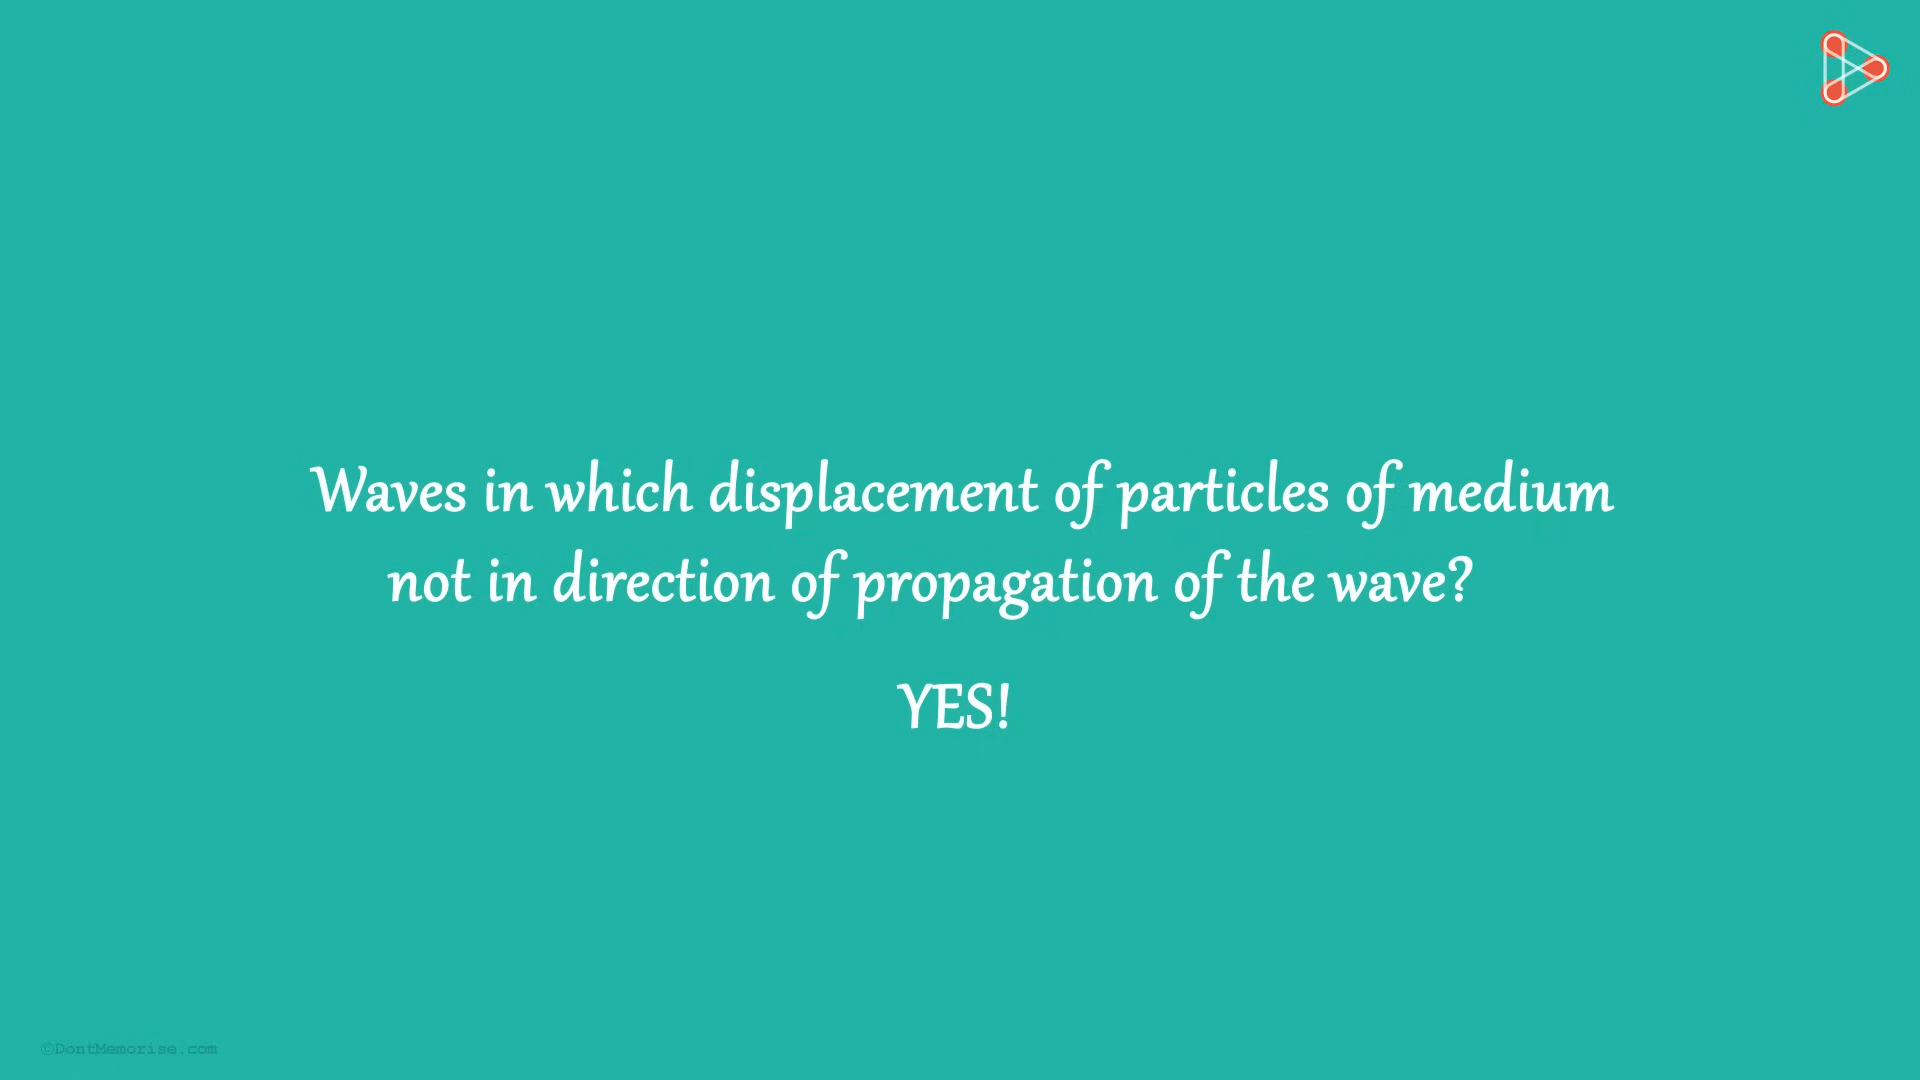 Waves in which displacement of particles of medium
not in direction of propagation of the wave?
YES!
©DontMemorise.com